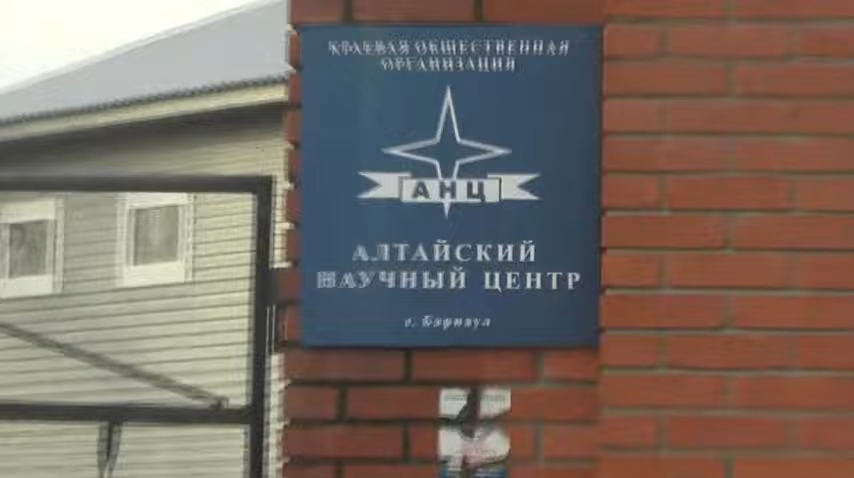 КРАЕВАЯ ОБЩЕСТВЕННАЯ
ОРГАНИЗАЦИЯ
АНЦ
АЛТАЙСКИЙ
НАУЧНЫЙ ЦЕНТР
г. Барнаул